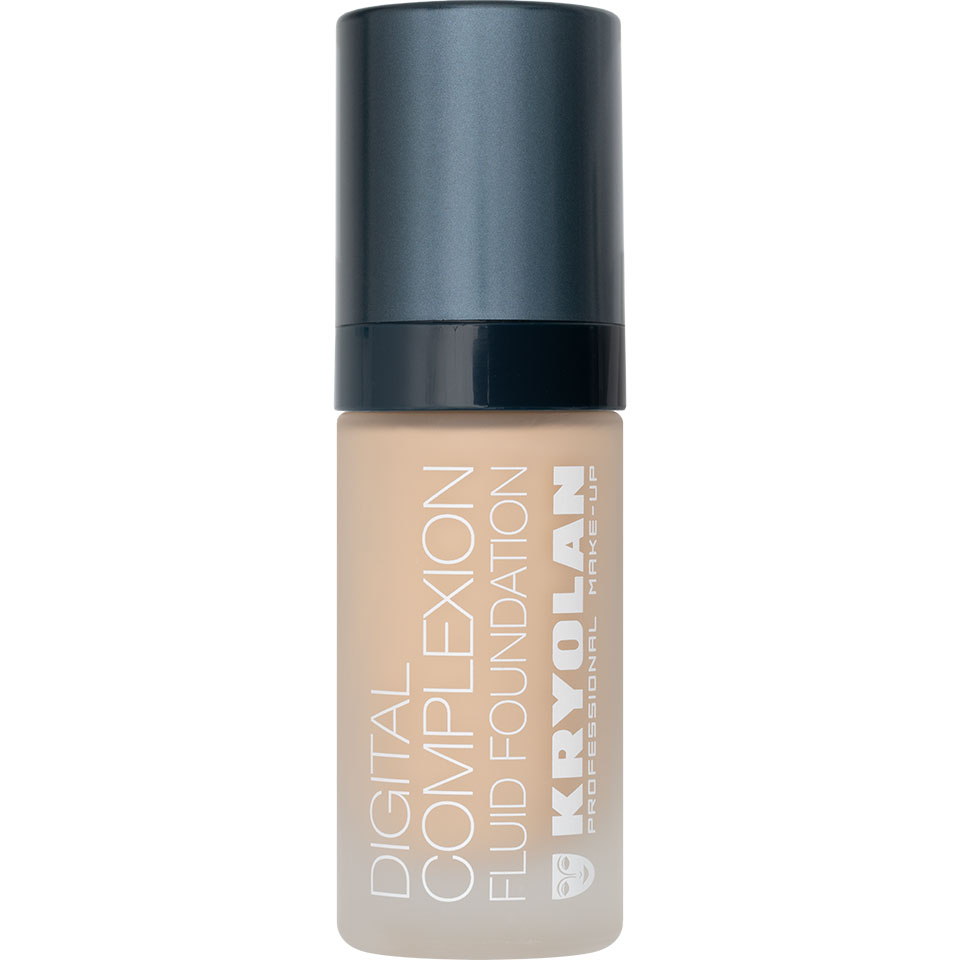 DIGITAL
COMPLEXION
FLUID FOUNDATION
KRYOLAN
PROFESSIONAL MAKE-UP